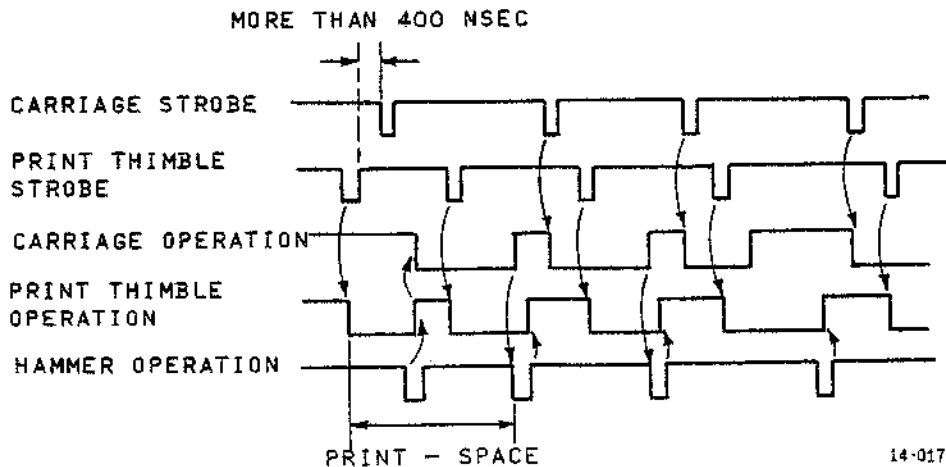 MORE THAN 400 NSEC
CARRIAGE STROBE
PRINT THIMBLE
STROBE
CARRIAGE OPERATION
PRINT THIMBLE
OPERATION
HAMMER OPERATION
PRINT - SPACE
14-017